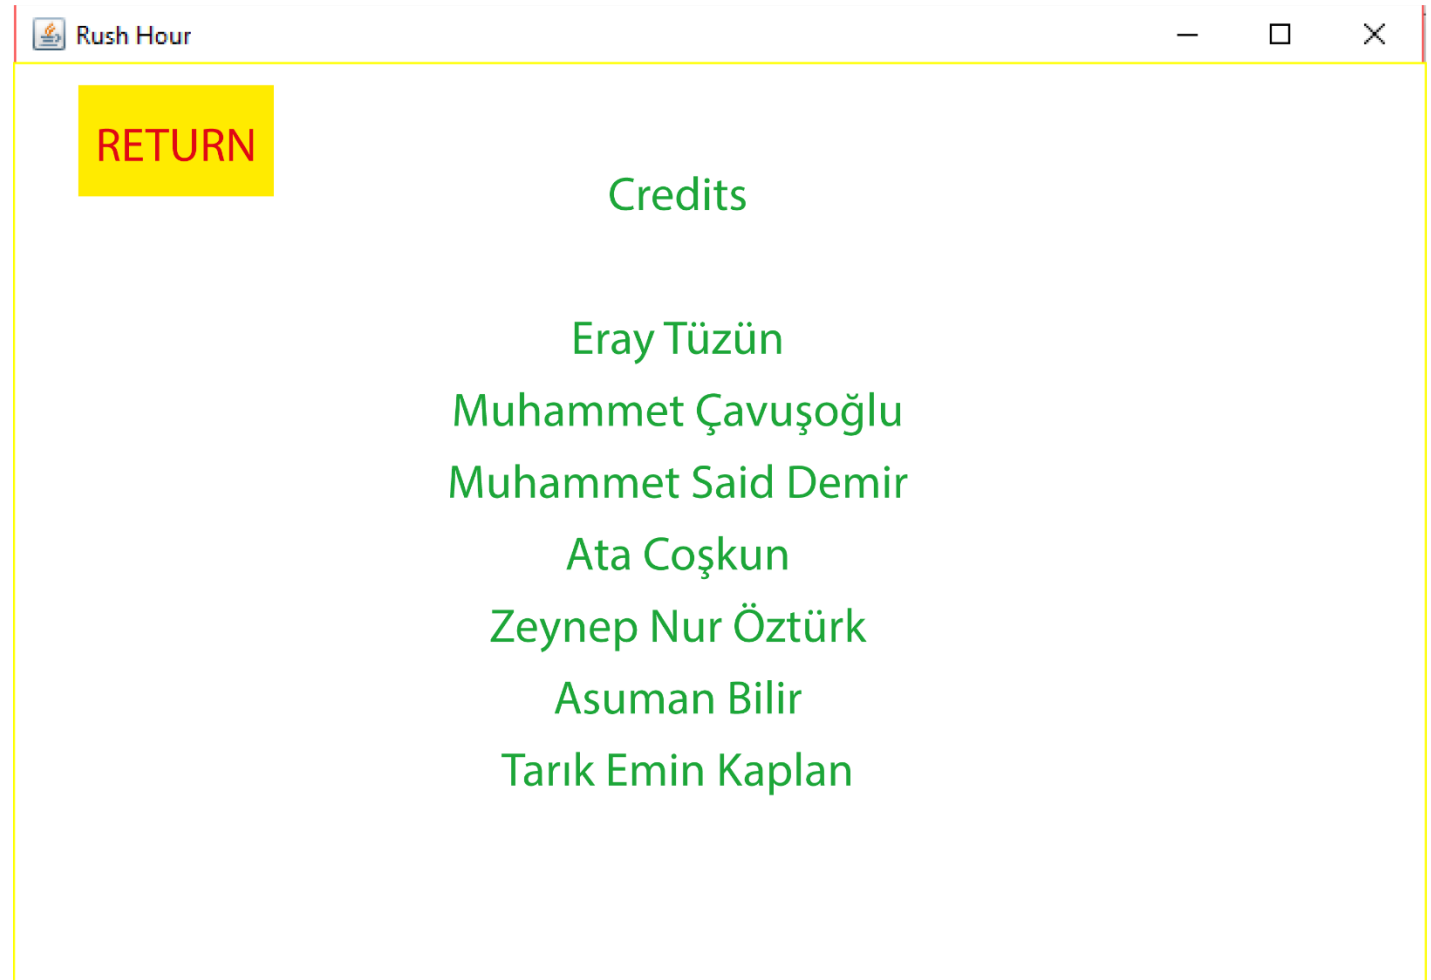 Rush Hour
RETURN
Credits
Eray Tüzün
Muhammet Çavuşoğlu
Muhammet Said Demir
Ata Coşkun
Zeynep Nur Öztürk
Asuman Bilir
Tarık Emin Kaplan